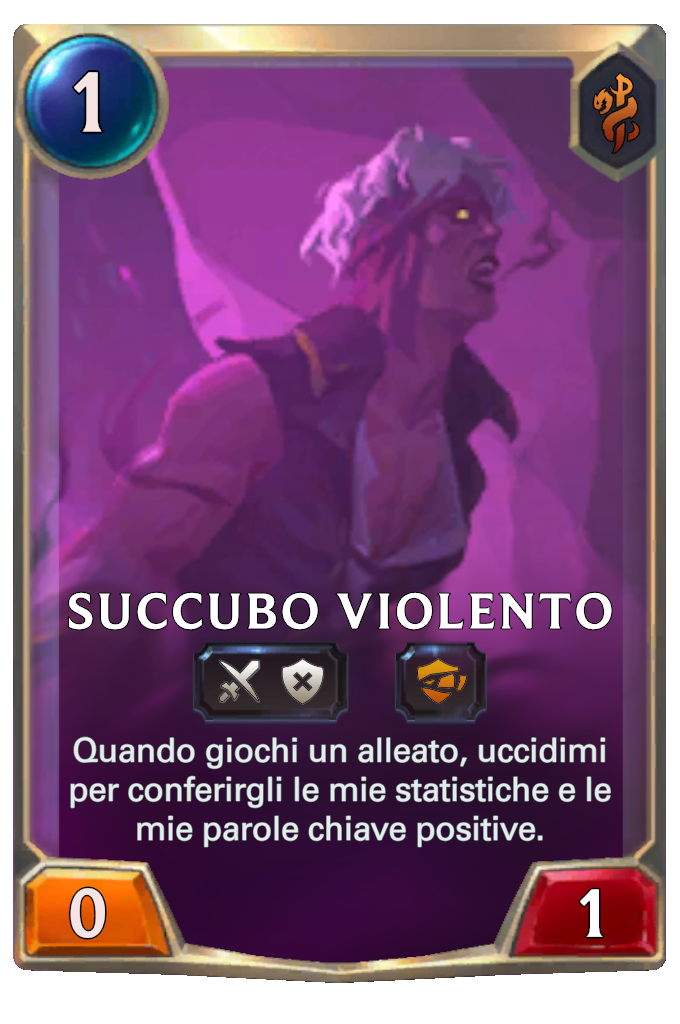 1
SUCCUBO VIOLENTO
Quando giochi un alleato, uccidimi
per conferirgli le mie statistiche e le
mie parole chiave positive.
0
1